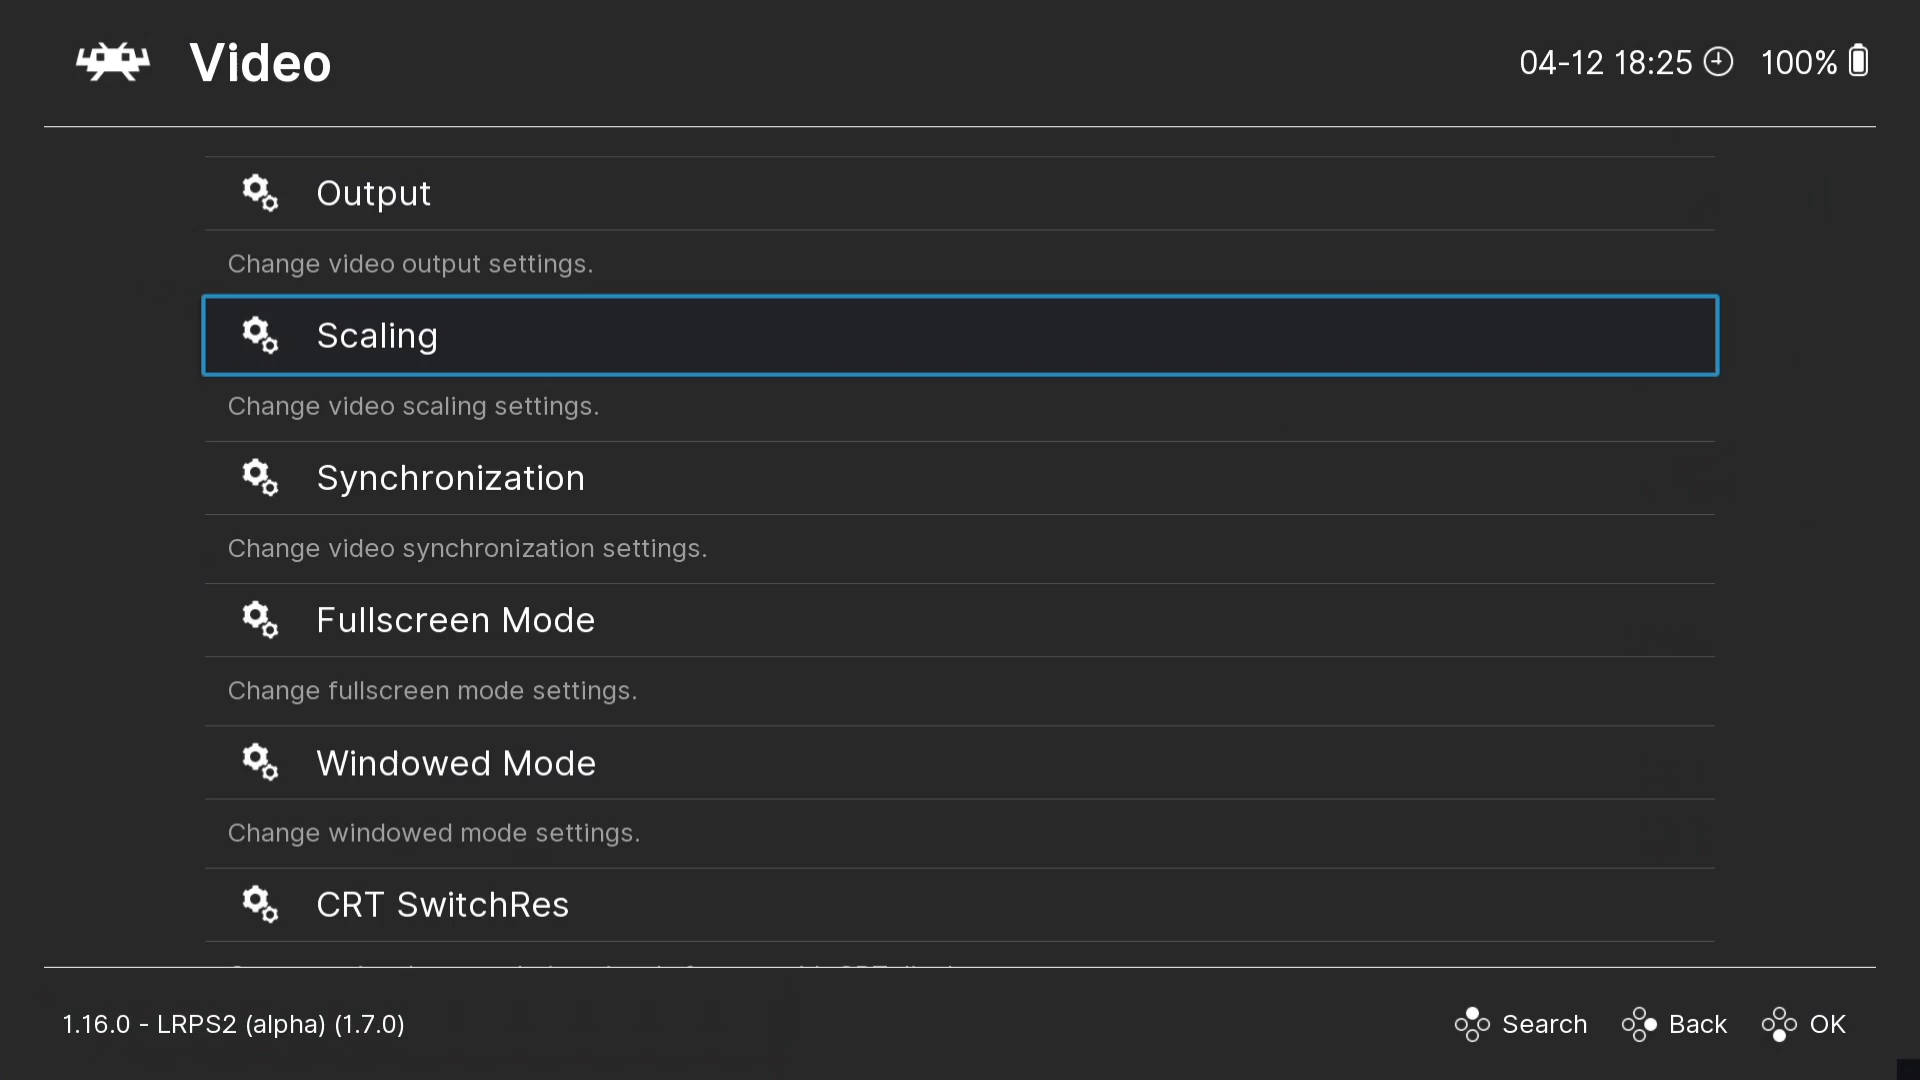 Video
04-12 18:25 100%
Output
Change video output settings.
Scaling
Change video scaling settings.
Synchronization
Change video synchronization settings.
Fullscreen Mode
Change fullscreen mode settings.
Windowed Mode
Change windowed mode settings.
CRT SwitchRes
1.16.0 - LRPS2 (alpha) (1.7.0)
Search Back OK